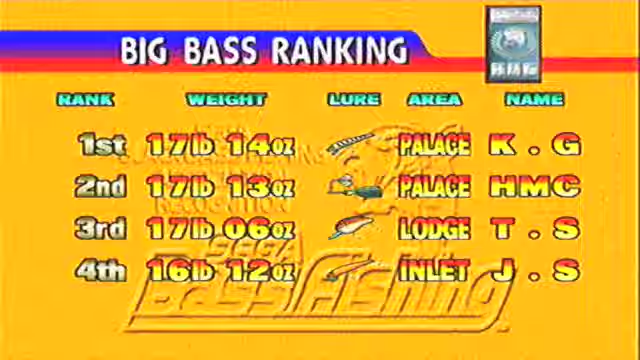 BIG BASS RANKING
RANK WEIGHT LURE AREA NAME
1st 17lb 14oz PALACE K . G
2nd 17lb 13oz PALACE HMC
3rd 17lb 06oz LODGE T . S
4th 16lb 12oz INLET J . S
SEGA
Bass Fishing